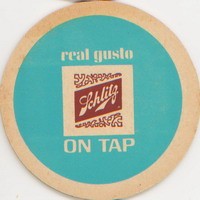 real gusto
Schlitz
ON TAP